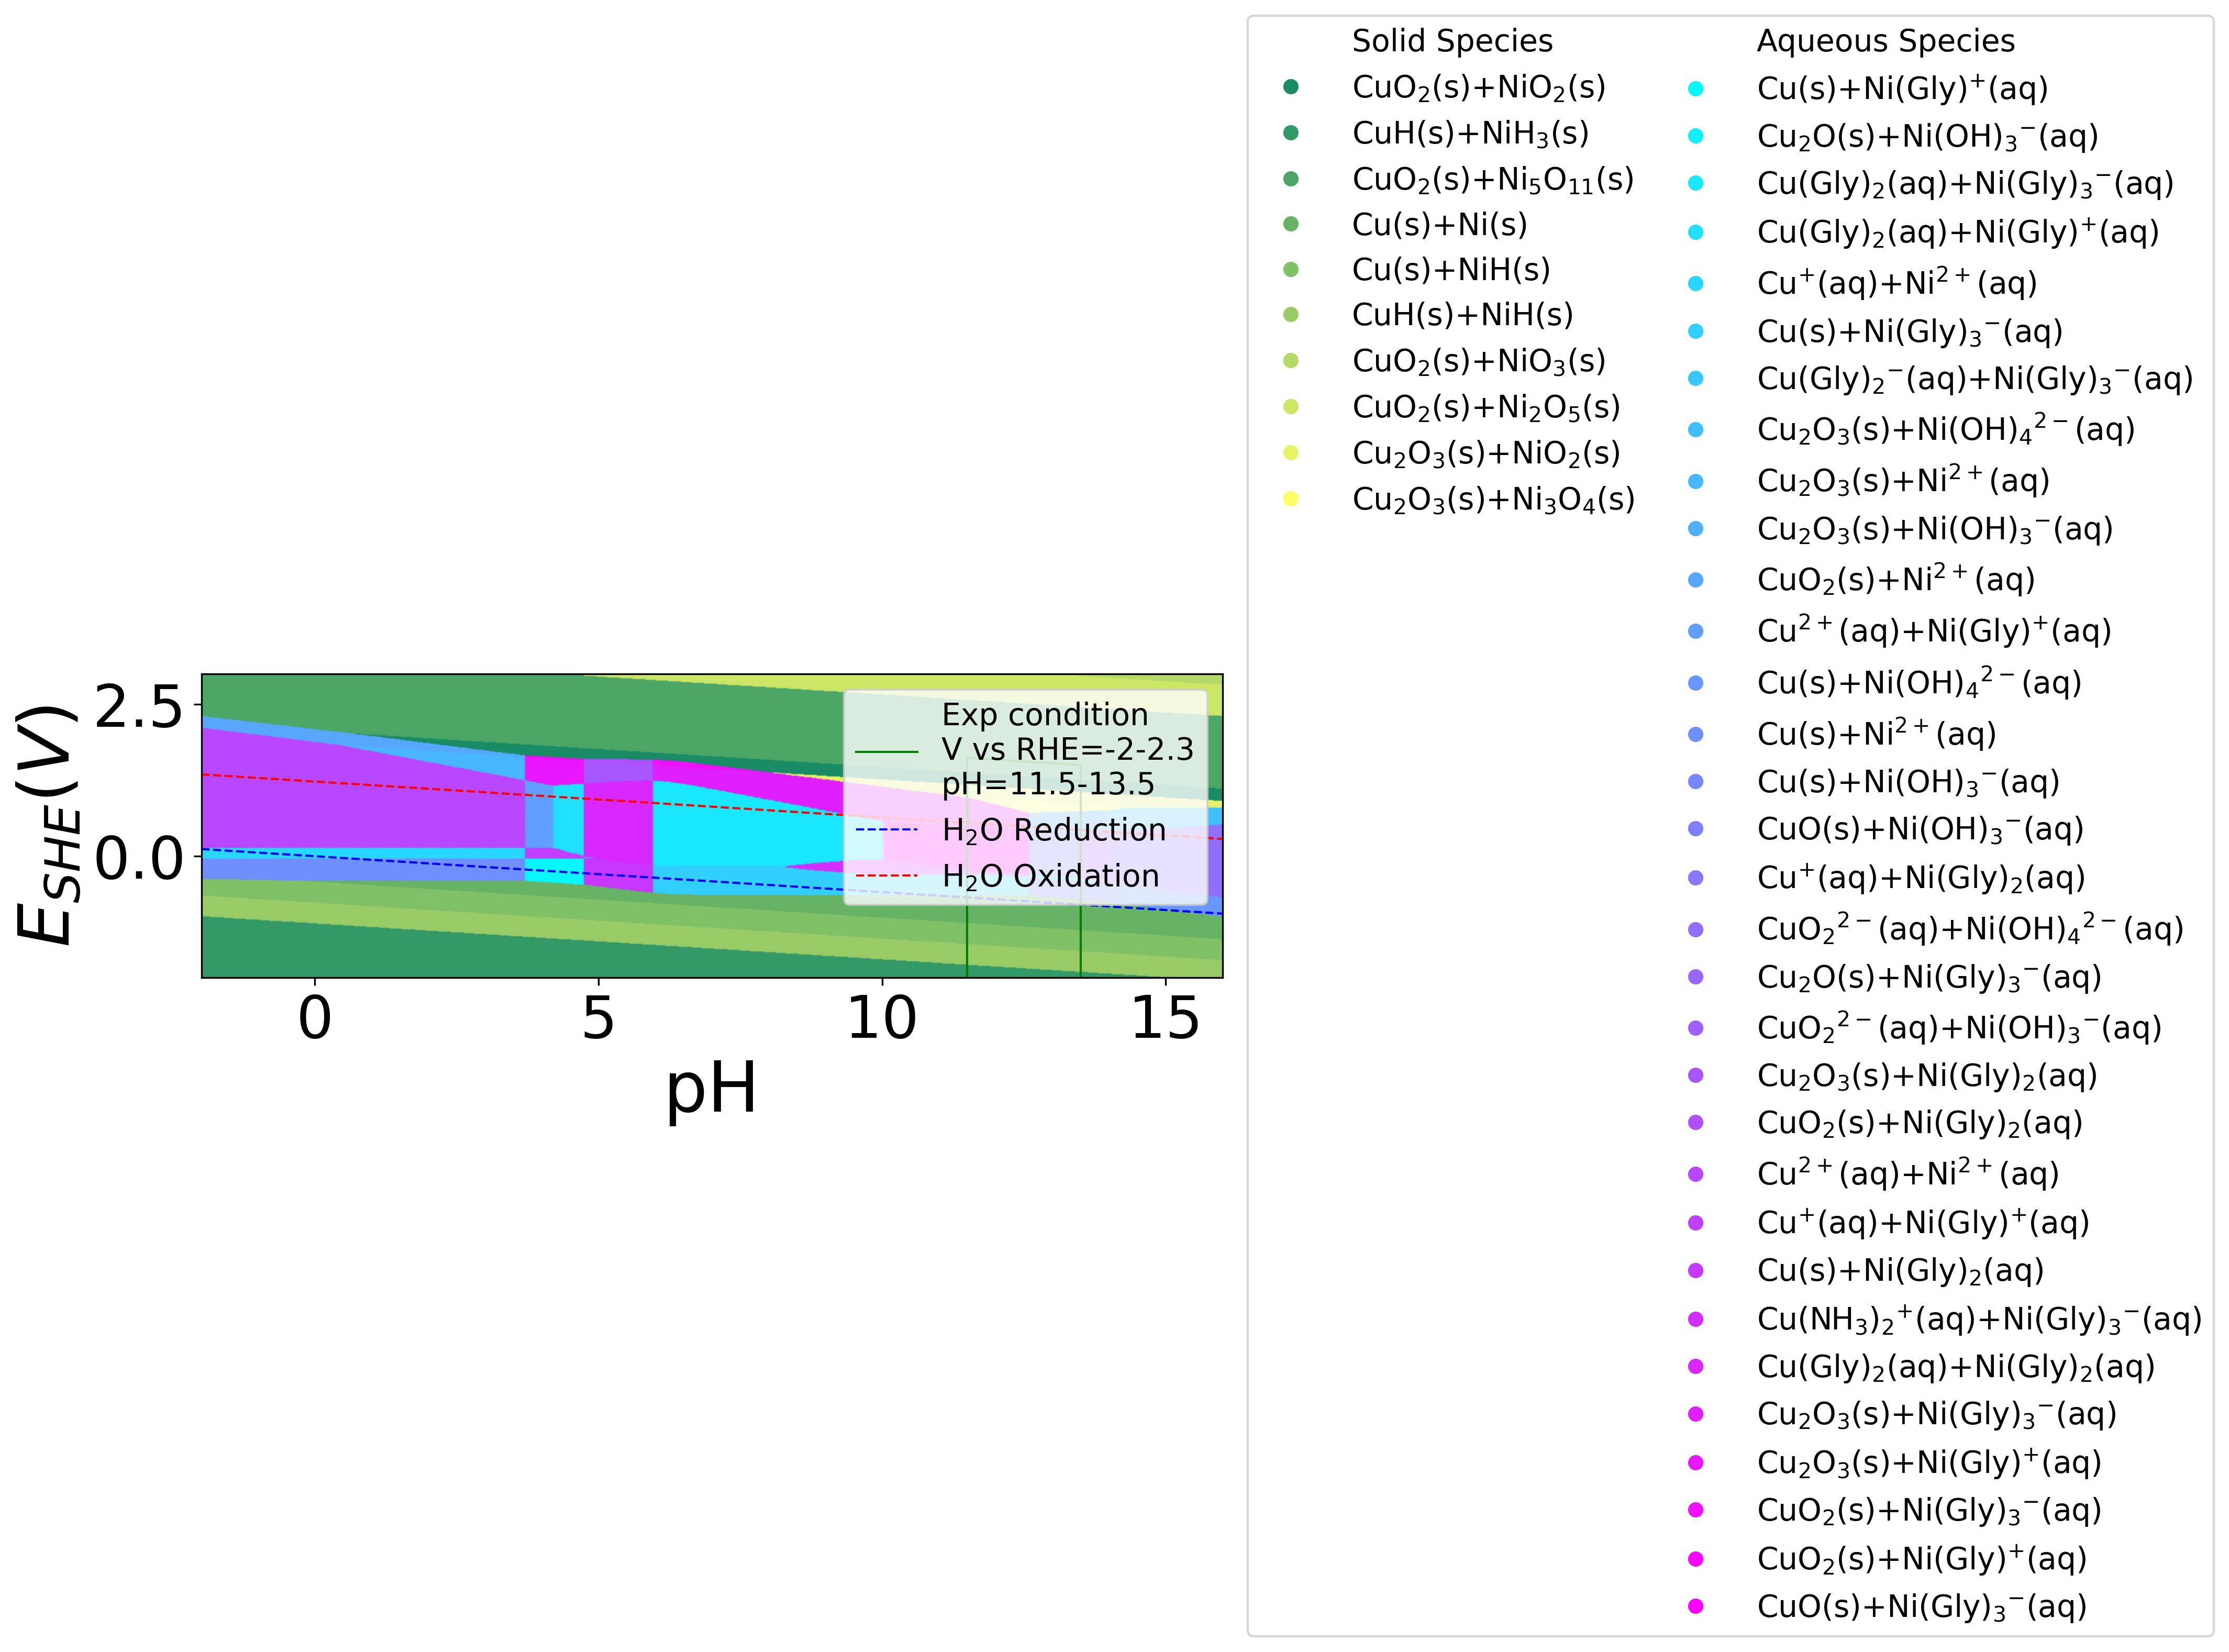 Solid Species
CuO₂(s)+NiO₂(s)
CuH(s)+NiH₃(s)
CuO₂(s)+Ni₅O₁₁(s)
Cu(s)+Ni(s)
Cu(s)+NiH(s)
CuH(s)+NiH(s)
CuO₂(s)+NiO₃(s)
CuO₂(s)+Ni₂O₅(s)
Cu₂O₃(s)+NiO₂(s)
Cu₂O₃(s)+Ni₃O₄(s)
Aqueous Species
Cu(s)+Ni(Gly)⁺(aq)
Cu₂O(s)+Ni(OH)₃⁻(aq)
Cu(Gly)₂(aq)+Ni(Gly)₃⁻(aq)
Cu(Gly)₂(aq)+Ni(Gly)⁺(aq)
Cu⁺(aq)+Ni²⁺(aq)
Cu(s)+Ni(Gly)₃⁻(aq)
Cu(Gly)₂⁻(aq)+Ni(Gly)₃⁻(aq)
Cu₂O₃(s)+Ni(OH)₄²⁻(aq)
Cu₂O₃(s)+Ni²⁺(aq)
Cu₂O₃(s)+Ni(OH)₃⁻(aq)
CuO₂(s)+Ni²⁺(aq)
Cu²⁺(aq)+Ni(Gly)⁺(aq)
Cu(s)+Ni(OH)₄²⁻(aq)
Cu(s)+Ni²⁺(aq)
Cu(s)+Ni(OH)₃⁻(aq)
CuO(s)+Ni(OH)₃⁻(aq)
Cu⁺(aq)+Ni(Gly)₂(aq)
CuO₂²⁻(aq)+Ni(OH)₄²⁻(aq)
Cu₂O(s)+Ni(Gly)₃⁻(aq)
CuO₂²⁻(aq)+Ni(OH)₃⁻(aq)
Cu₂O₃(s)+Ni(Gly)₂(aq)
CuO₂(s)+Ni(Gly)₂(aq)
Cu²⁺(aq)+Ni²⁺(aq)
Cu⁺(aq)+Ni(Gly)⁺(aq)
Cu(s)+Ni(Gly)₂(aq)
Cu(NH₃)₂⁺(aq)+Ni(Gly)₃⁻(aq)
Cu(Gly)₂(aq)+Ni(Gly)₂(aq)
Cu₂O₃(s)+Ni(Gly)₃⁻(aq)
Cu₂O₃(s)+Ni(Gly)⁺(aq)
CuO₂(s)+Ni(Gly)₃⁻(aq)
CuO₂(s)+Ni(Gly)⁺(aq)
CuO(s)+Ni(Gly)₃⁻(aq)
Exp condition
V vs RHE=-2-2.3
pH=11.5-13.5
H₂O Reduction
H₂O Oxidation
2.5
0.0
E_SHE(V)
0 5 10 15
pH